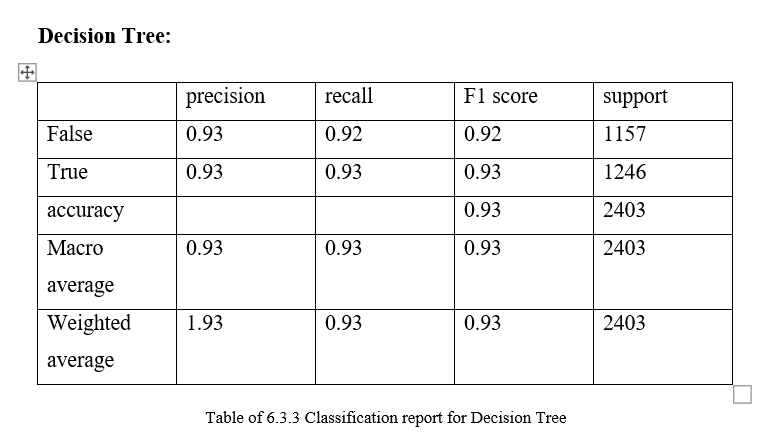 Decision Tree:
precision recall F1 score support
False 0.93 0.92 0.92 1157
True 0.93 0.93 0.93 1246
accuracy 0.93 2403
Macro average 0.93 0.93 0.93 2403
Weighted average 1.93 0.93 0.93 2403
Table of 6.3.3 Classification report for Decision Tree